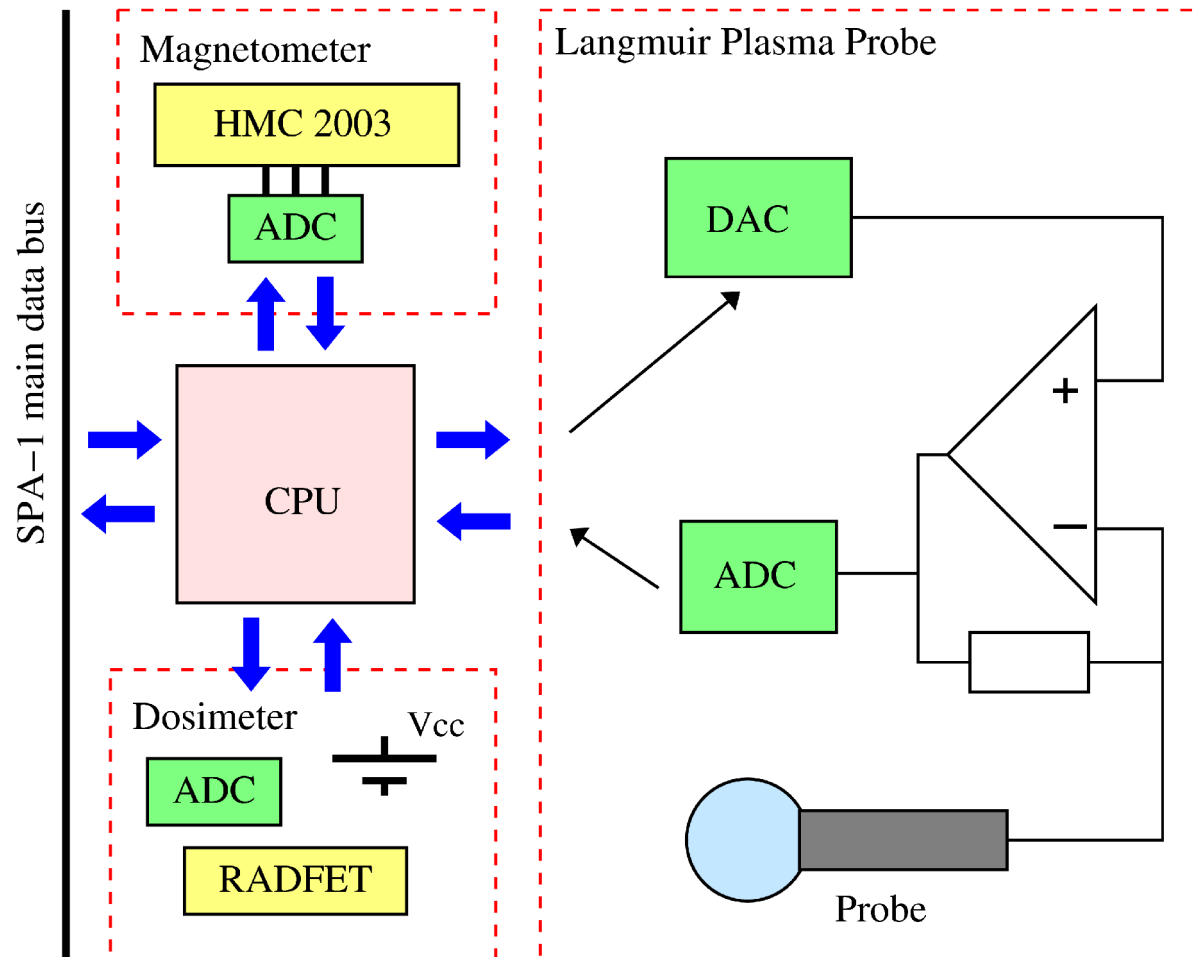 SPA−1 main data bus
Magnetometer
HMC 2003
ADC
CPU
Dosimeter
Vcc
ADC
RADFET
Langmuir Plasma Probe
DAC
+
−
ADC
Probe